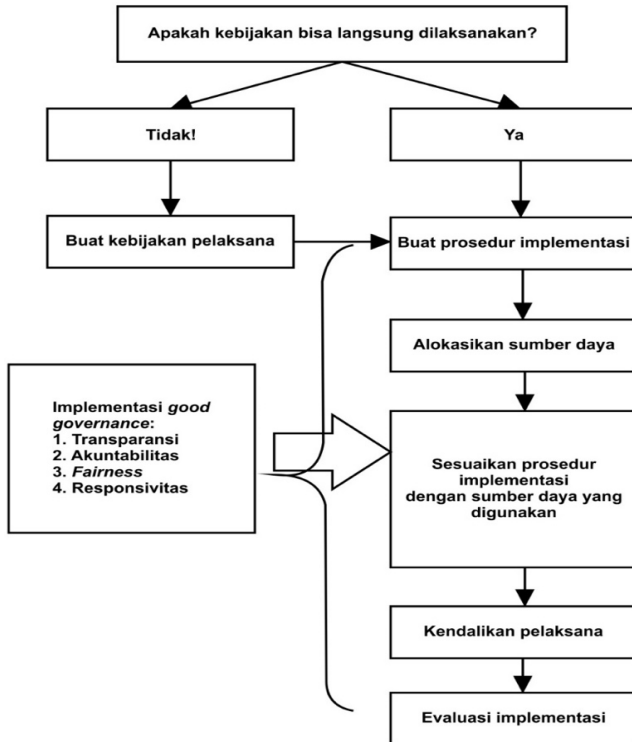 Apakah kebijakan bisa langsung dilaksanakan?
Tidak!
Ya
Buat kebijakan pelaksana
Buat prosedur implementasi
Alokasikan sumber daya
Implementasi good
governance:
1. Transparansi
2. Akuntabilitas
3. Fairness
4. Responsivitas
Sesuaikan prosedur
implementasi
dengan sumber daya yang
digunakan
Kendalikan pelaksana
Evaluasi implementasi